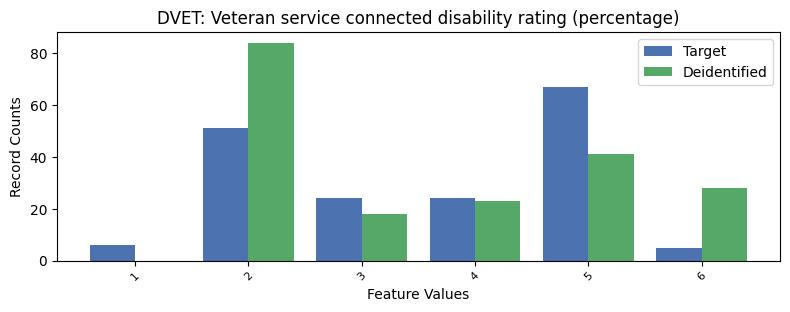 DVET: Veteran service connected disability rating (percentage)
Target
Deidentified
80
60
40
20
0
Record Counts
1 2 3 4 5 6
Feature Values